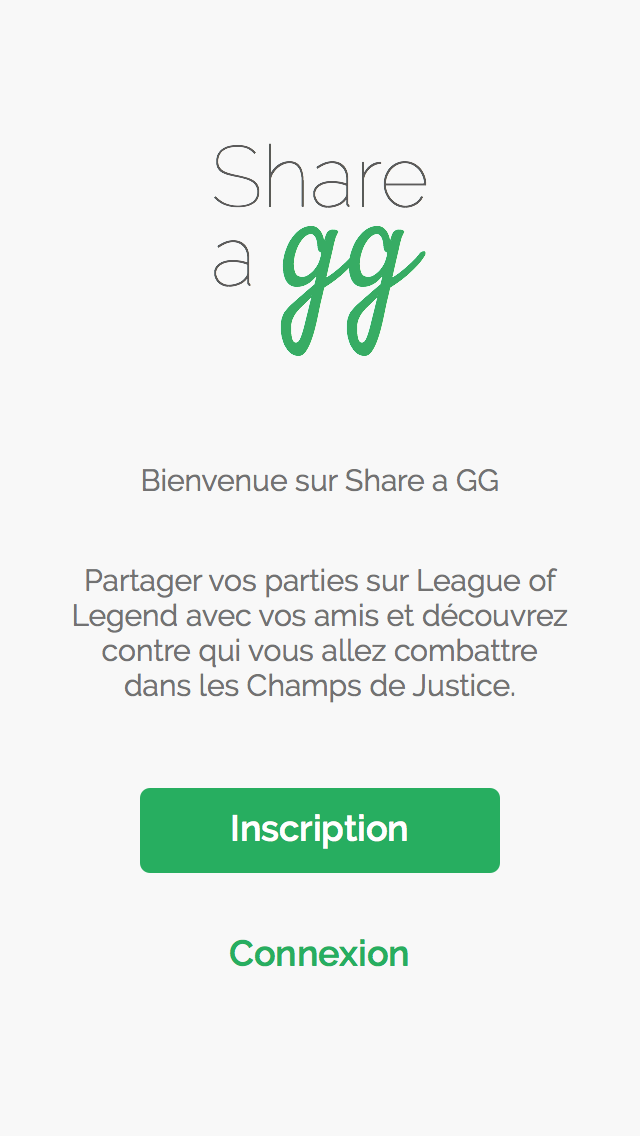 Share
a gg
Bienvenue sur Share a GG
Partager vos parties sur League of
Legend avec vos amis et découvrez
contre qui vous allez combattre
dans les Champs de Justice.
Inscription
Connexion